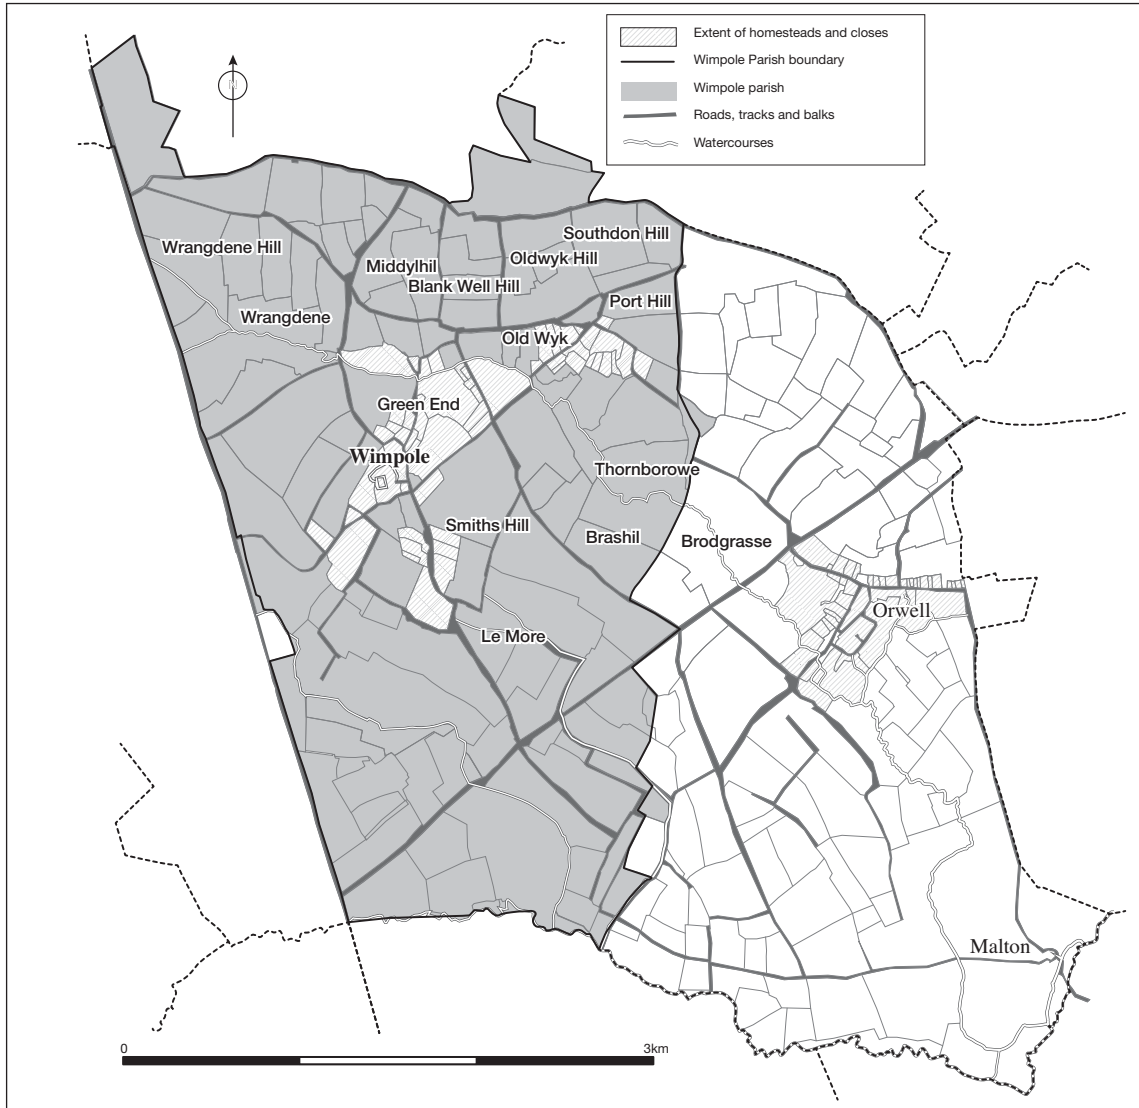 Extent of homesteads and closes
Wimpole Parish boundary
Wimpole parish
Roads, tracks and balks
Watercourses
N
Southdon Hill
Wrangdene Hill
Oldwyk Hill
Middylhil
Blank Well Hill
Port Hill
Wrangdene
Old Wyk
Green End
Wimpole
Thornborowe
Smiths Hill
Brashil
Brodgrasse
Orwell
Le More
Malton
0
3km